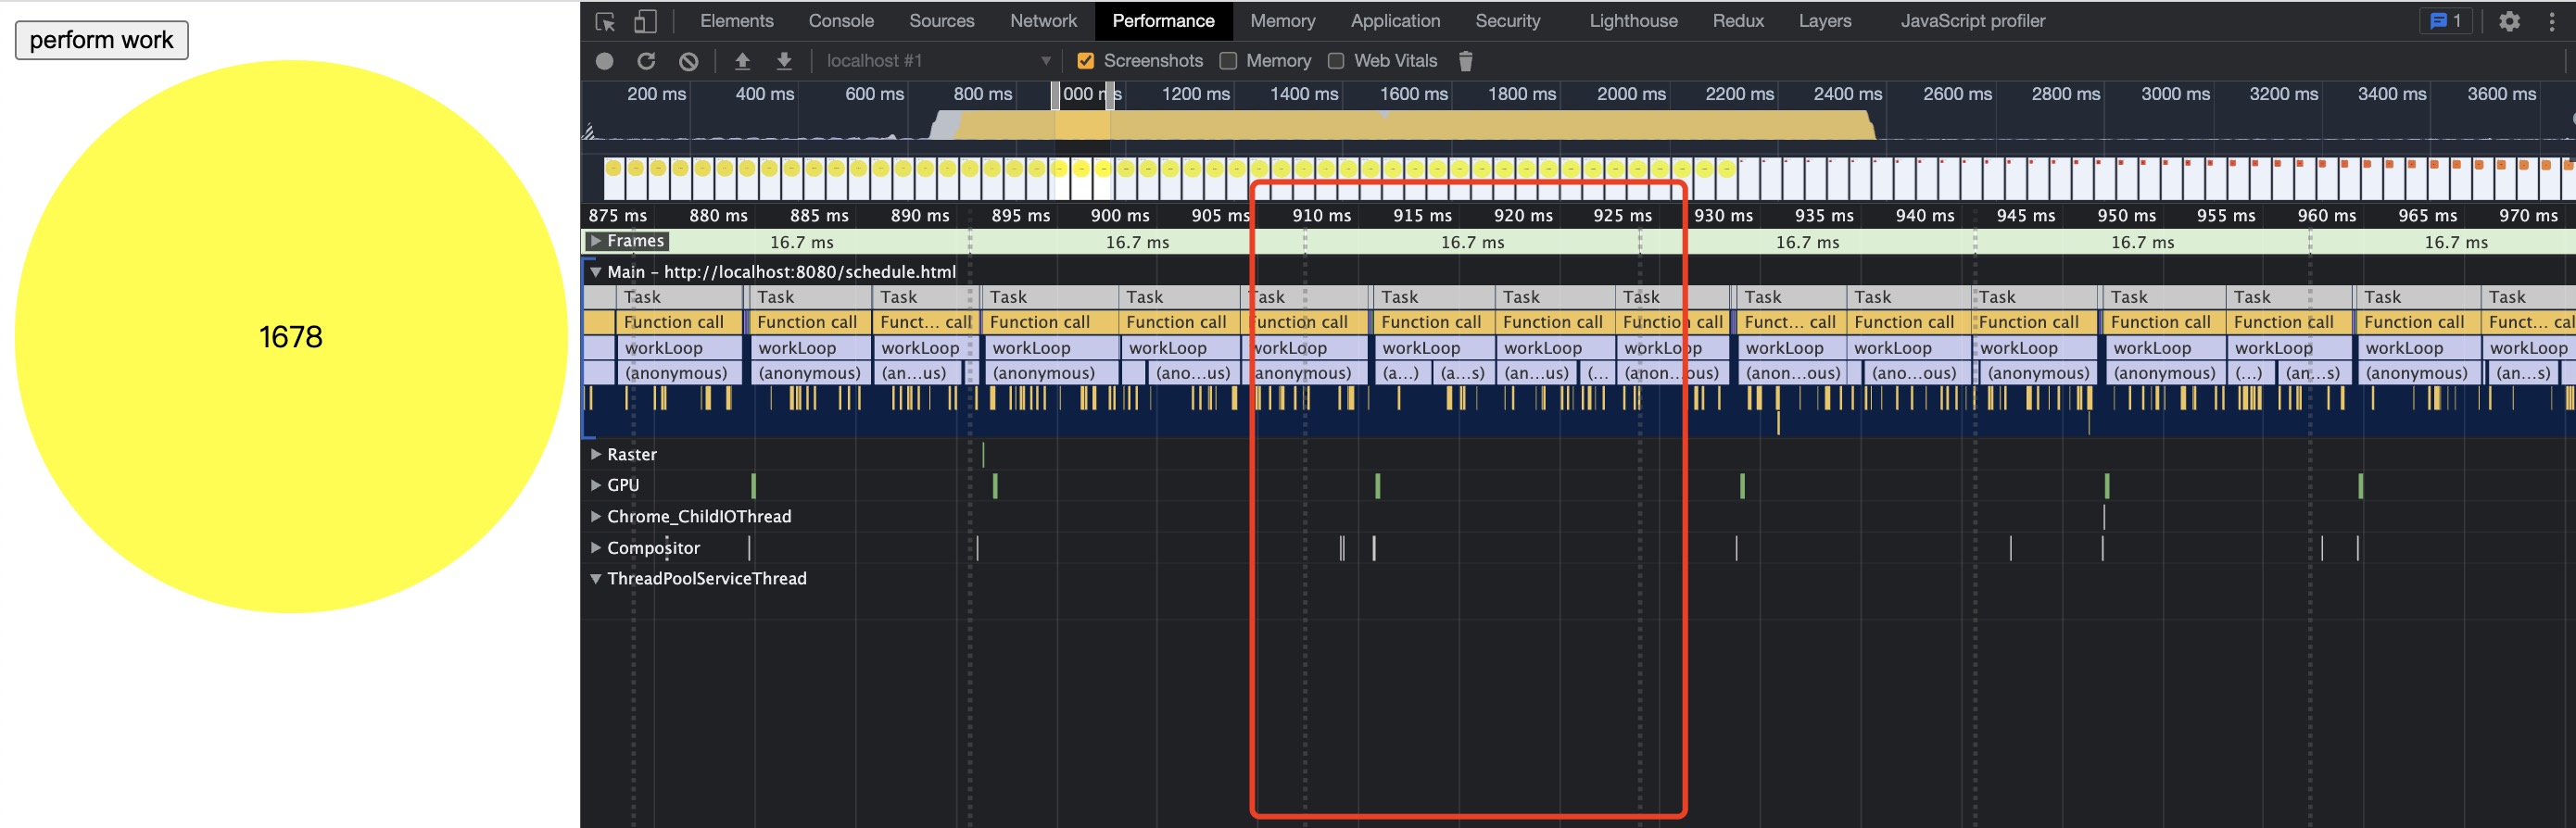 perform work
1678
Elements Console Sources Network Performance Memory Application Security Lighthouse Redux Layers JavaScript profiler 1
localhost #1 Screenshots Memory Web Vitals
200 ms 400 ms 600 ms 800 ms 000 ms 1200 ms 1400 ms 1600 ms 1800 ms 2000 ms 2200 ms 2400 ms 2600 ms 2800 ms 3000 ms 3200 ms 3400 ms 3600 ms
875 ms 880 ms 885 ms 890 ms 895 ms 900 ms 905 ms 910 ms 915 ms 920 ms 925 ms 930 ms 935 ms 940 ms 945 ms 950 ms 955 ms 960 ms 965 ms 970 ms
Frames 16.7 ms 16.7 ms 16.7 ms 16.7 ms 16.7 ms 16.7 ms
Main – http://localhost:8080/schedule.html
Task Task Task Task Task Task Task Task Task Task Task Task Task Task Task Task
Function call Function call Funct… call Function call Function call Function call Function call Function call Function call Funct… call Function call Function call Function call Function call Function call Funct… call
workLoop workLoop workLoop workLoop workLoop workLoop workLoop workLoop workLoop workLoop workLoop workLoop workLoop workLoop workLoop workLoop
(anonymous) (anonymous) (an…us) (anonymous) (ano…us) anonymous) (a…) (a…s) (an…us) (… (anon…ous) (anon…ous) (ano…ous) (anonymous) (anonymous) (…) (an…s) (anonymous) (an…s)
Raster
GPU
Chrome_ChildIOThread
Compositor
ThreadPoolServiceThread